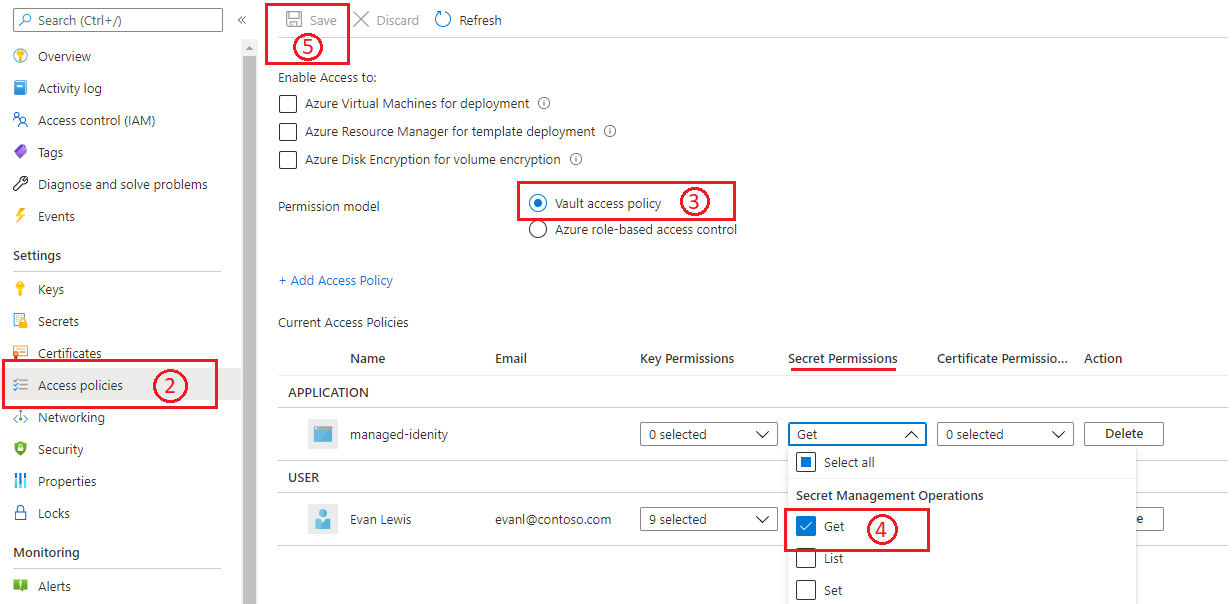 Search (Ctrl+/)
«
Overview
Activity log
Access control (IAM)
Tags
Diagnose and solve problems
Events
Settings
Keys
Secrets
Certificates
Access policies 2
Networking
Security
Properties
Locks
Monitoring
Alerts
Save Discard Refresh
5
Enable Access to:
Azure Virtual Machines for deployment
Azure Resource Manager for template deployment
Azure Disk Encryption for volume encryption
Permission model
Vault access policy 3
Azure role-based access control
+ Add Access Policy
Current Access Policies
Name Email Key Permissions Secret Permissions Certificate Permissio... Action
APPLICATION
managed-idenity 0 selected Get 0 selected Delete
Select all
USER
Secret Management Operations
Evan Lewis evanl@contoso.com 9 selected
Get 4
List
Set